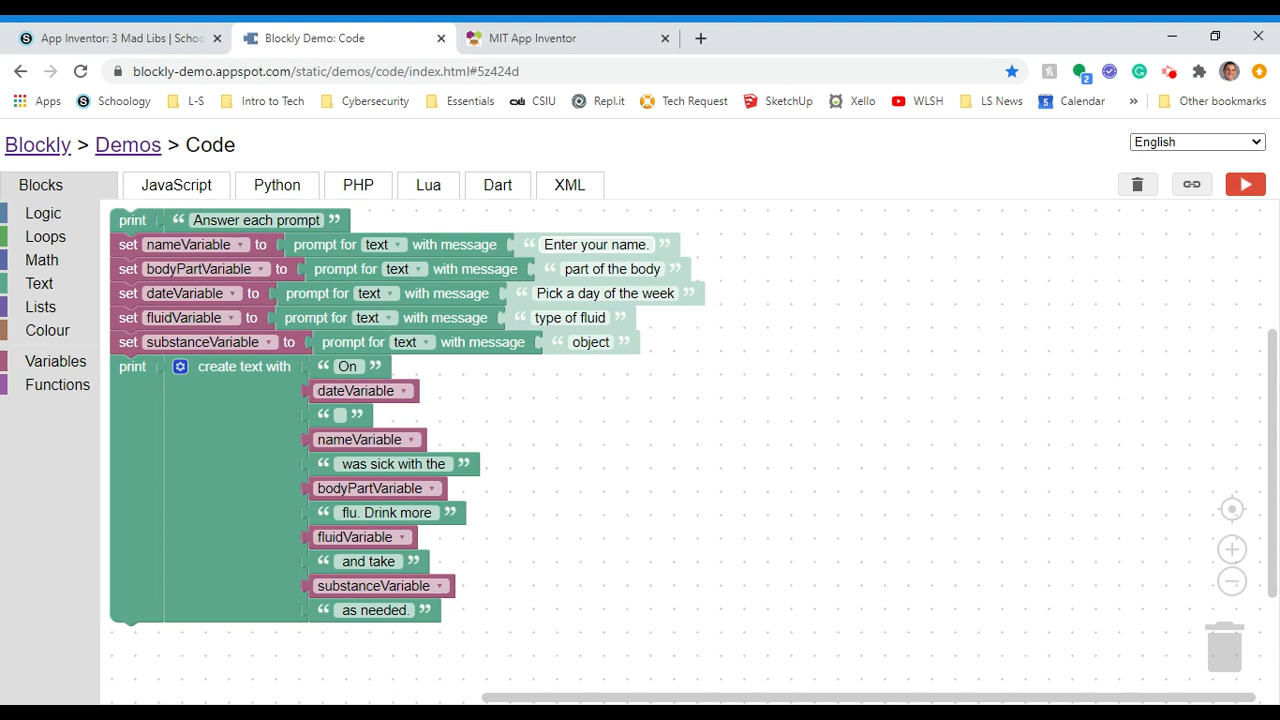 App Inventor: 3 Mad Libs | Schoo
Blockly Demo: Code
MIT App Inventor
blockly-demo.appspot.com/static/demos/code/index.html#5z424d
2
Apps
Schoology
L-S
Intro to Tech
Cybersecurity
Essentials
CSIU
Repl.it
Tech Request
SketchUp
Xello
WLSH
LS News
5
Calendar
»
Other bookmarks
Blockly > Demos > Code
English
Blocks
JavaScript
Python
PHP
Lua
Dart
XML
Logic
Loops
Math
Text
Lists
Colour
Variables
Functions
print “ Answer each prompt ”
set nameVariable to prompt for text with message “ Enter your name. ”
set bodyPartVariable to prompt for text with message “ part of the body ”
set dateVariable to prompt for text with message “ Pick a day of the week ”
set fluidVariable to prompt for text with message “ type of fluid ”
set substanceVariable to prompt for text with message “ object ”
print create text with “ On ”
dateVariable
“ ”
nameVariable
“ was sick with the ”
bodyPartVariable
“ flu. Drink more ”
fluidVariable
“ and take ”
substanceVariable
“ as needed. ”